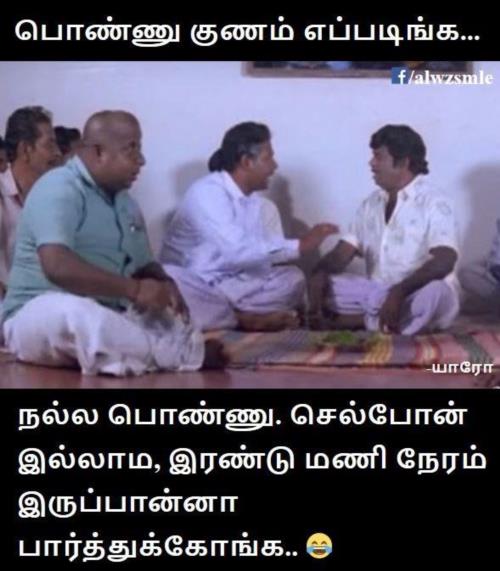 பொண்ணு குணம் எப்படிங்க...
f/alwzsmle
-யாரோ
நல்ல பொண்ணு. செல்போன்
இல்லாம, இரண்டு மணி நேரம்
இருப்பான்னா
பார்த்துக்கோங்க.. 😂